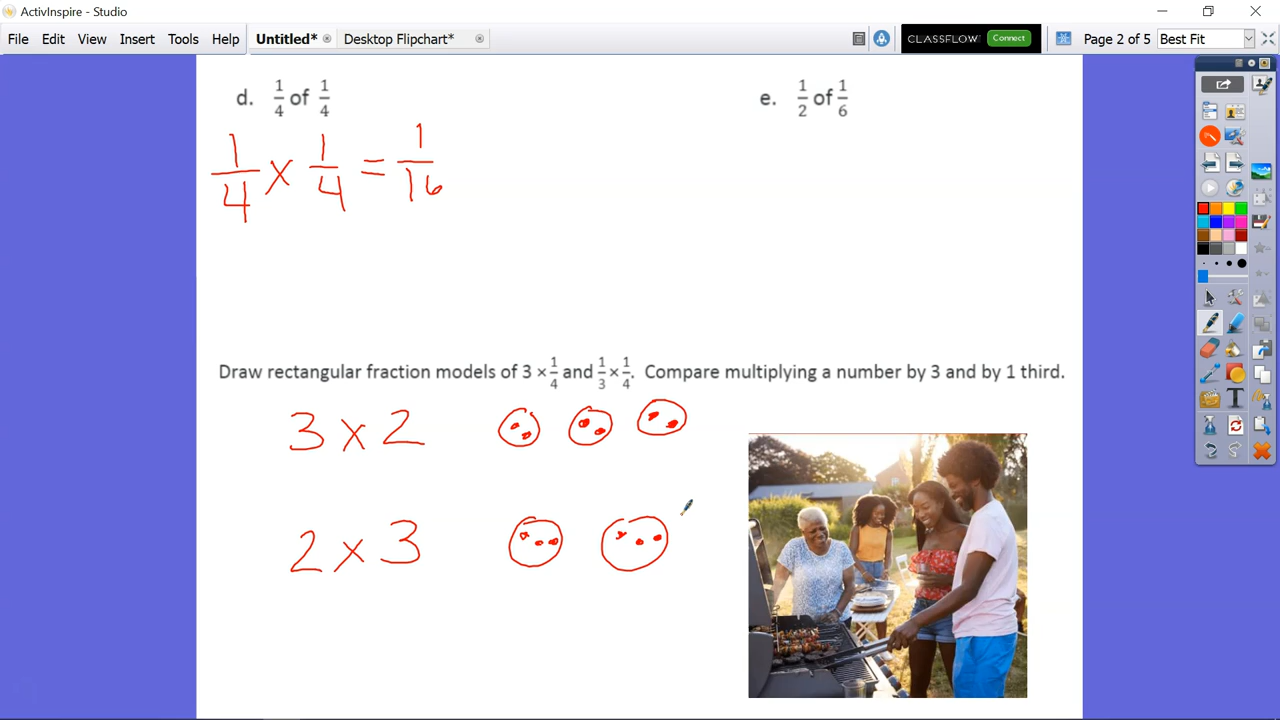 ActivInspire - Studio
File Edit View Insert Tools Help Untitled* Desktop Flipchart* CLASSFLOW Connect Page 2 of 5 Best Fit
d. 1/4 of 1/4
e. 1/2 of 1/6
1/4 x 1/4 = 1/16
Draw rectangular fraction models of 3 × 1/4 and 1/3 × 1/4. Compare multiplying a number by 3 and by 1 third.
3 x 2
2 x 3